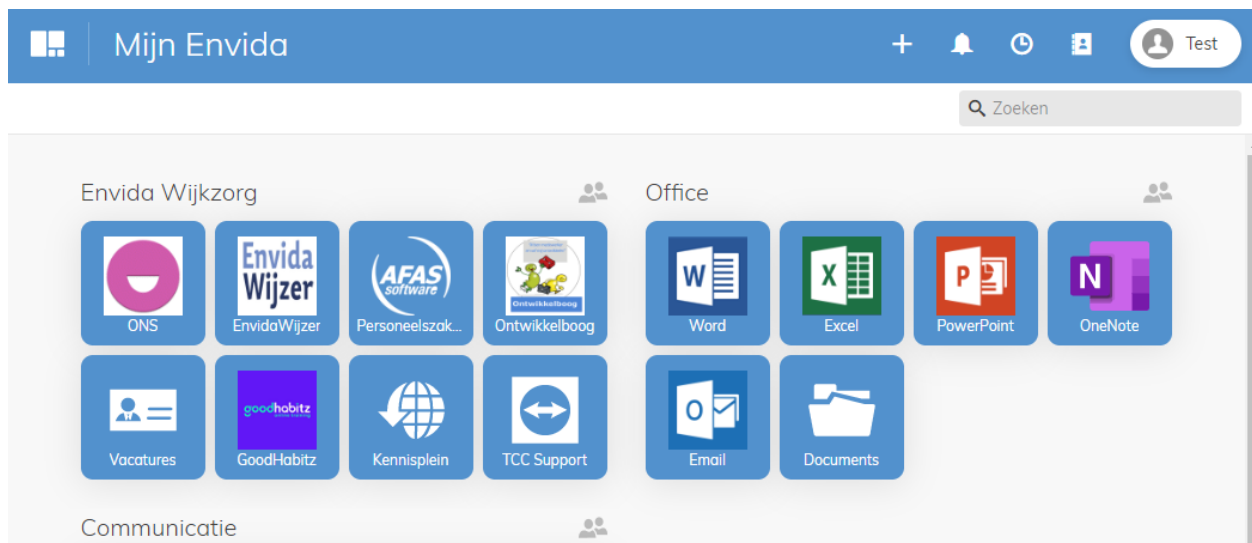 Mijn Envida
Test
Zoeken
Envida Wijkzorg
Office
Envida
Wijzer
AFAS
software
Ontwikkelboog
W
X
P
N
ONS
EnvidaWijzer
Personeelszak...
Ontwikkelboog
Word
Excel
PowerPoint
OneNote
goodhabitz
O
Vacatures
GoodHabitz
Kennisplein
TCC Support
Email
Documents
Communicatie